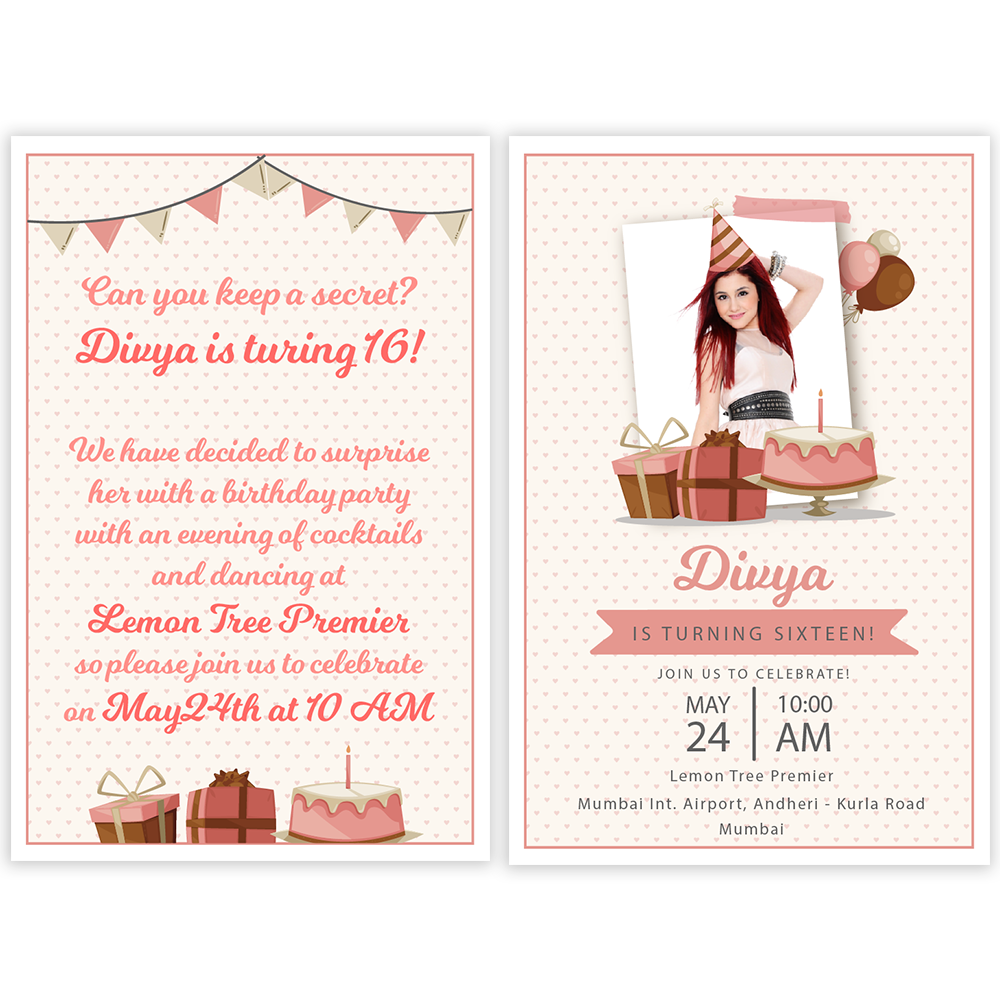 Can you keep a secret?
Divya is turing 16!
We have decided to surprise
her with a birthday party
with an evening of cocktails
and dancing at
Lemon Tree Premier
so please join us to celebrate
on May24th at 10 AM
Divya
IS TURNING SIXTEEN!
JOIN US TO CELEBRATE!
MAY 10:00
24 AM
Lemon Tree Premier
Mumbai Int. Airport, Andheri - Kurla Road
Mumbai